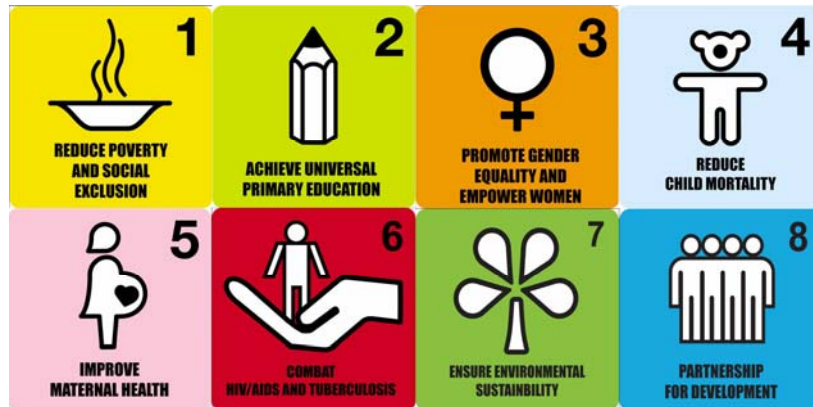 1
REDUCE POVERTY
AND SOCIAL
EXCLUSION
2
ACHIEVE UNIVERSAL
PRIMARY EDUCATION
3
PROMOTE GENDER
EQUALITY AND
EMPOWER WOMEN
4
REDUCE
CHILD MORTALITY
5
IMPROVE
MATERNAL HEALTH
6
COMBAT
HIV/AIDS AND TUBERCULOSIS
7
ENSURE ENVIRONMENTAL
SUSTAINBILITY
8
PARTNERSHIP
FOR DEVELOPMENT